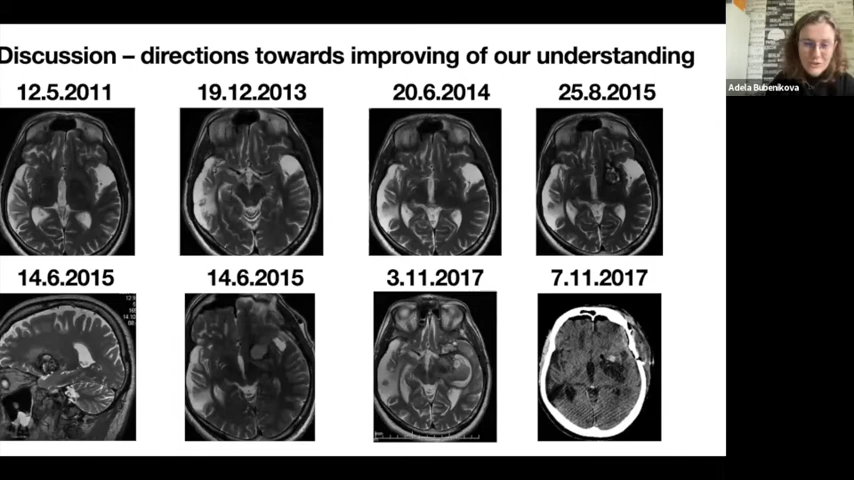 Discussion – directions towards improving of our understanding
12.5.2011 19.12.2013 20.6.2014 25.8.2015
14.6.2015 14.6.2015 3.11.2017 7.11.2017
Adela Bubenikova